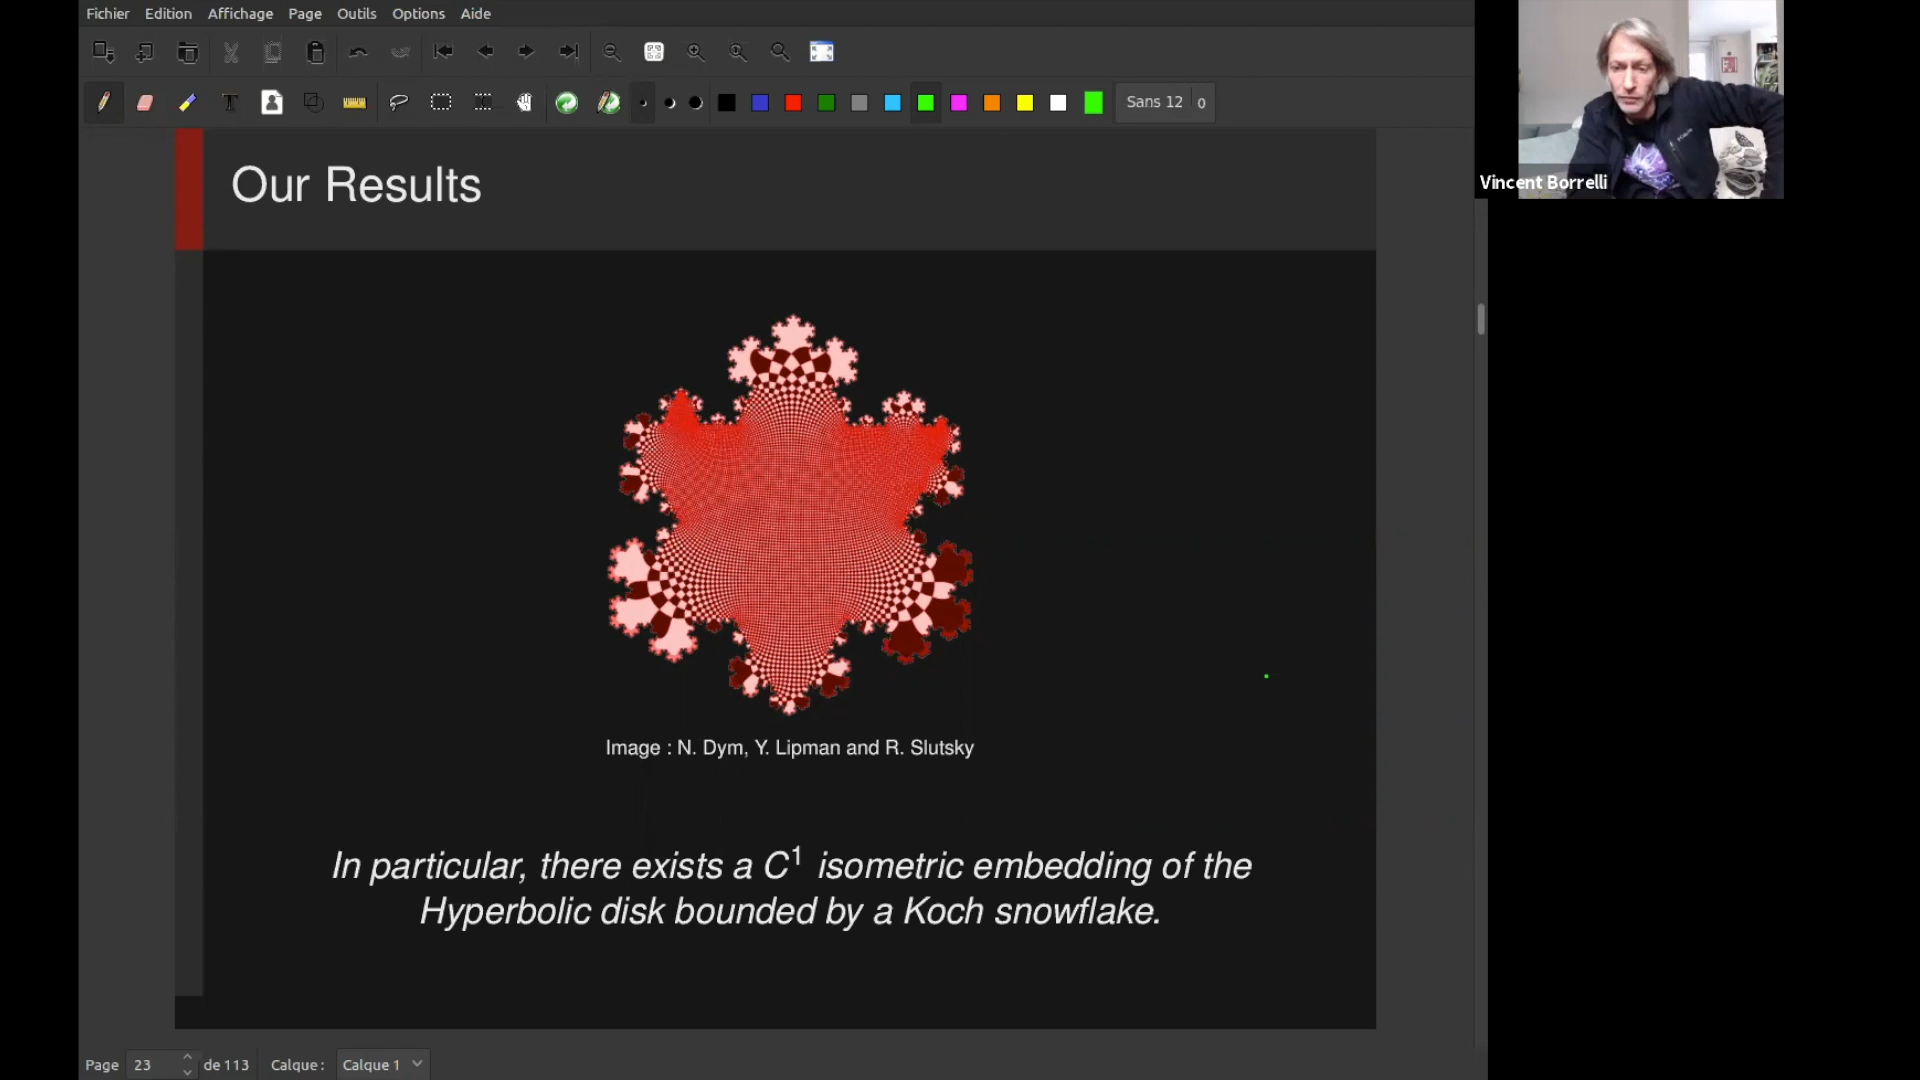 Fichier Edition Affichage Page Outils Options Aide
Sans 12 0
Vincent Borrelli
Our Results
Image : N. Dym, Y. Lipman and R. Slutsky
In particular, there exists a C¹ isometric embedding of the
Hyperbolic disk bounded by a Koch snowflake.
Page 23 de 113 Calque : Calque 1